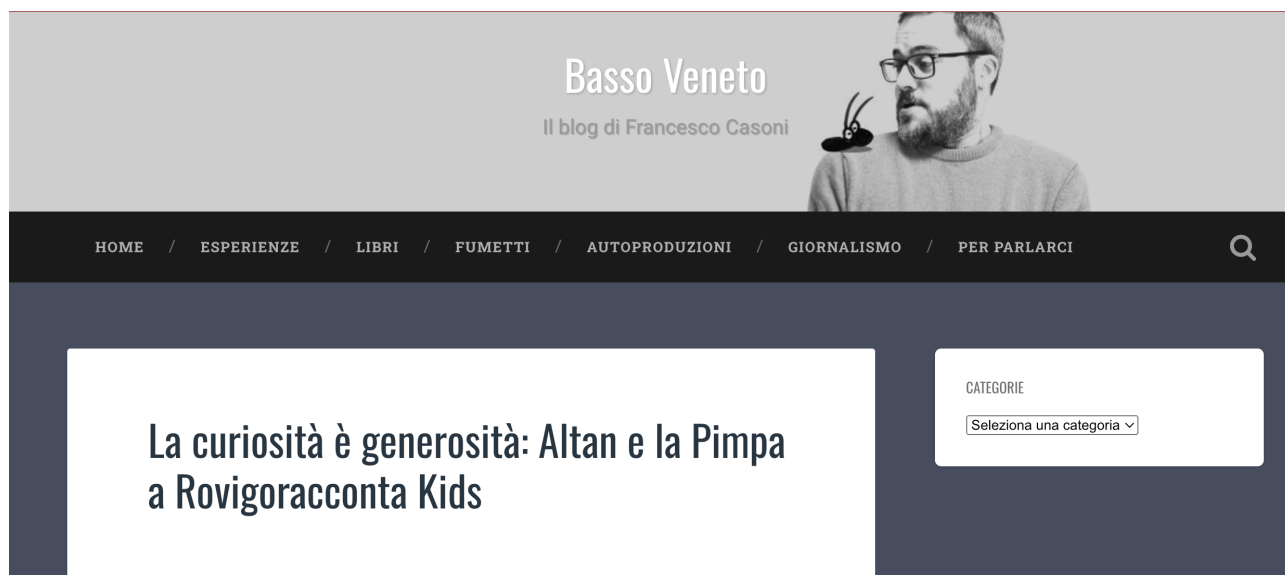 Basso Veneto
Il blog di Francesco Casoni
HOME / ESPERIENZE / LIBRI / FUMETTI / AUTOPRODUZIONI / GIORNALISMO / PER PARLARCI
La curiosità è generosità: Altan e la Pimpa
a Rovigoracconta Kids
CATEGORIE
Seleziona una categoria